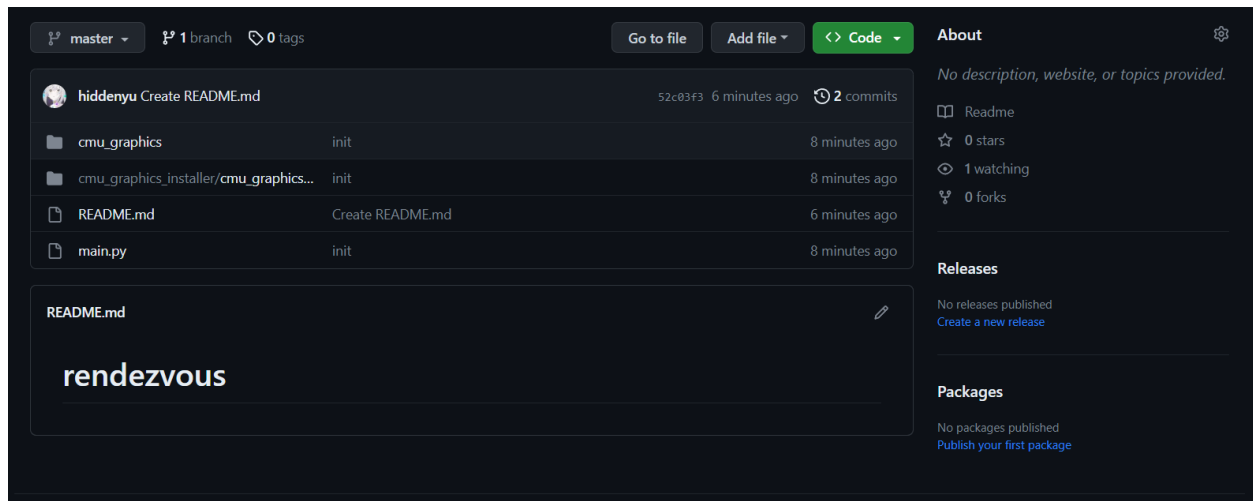 master 1 branch 0 tags Go to file Add file Code
hiddenyu Create README.md 52c03f3 6 minutes ago 2 commits
cmu_graphics init 8 minutes ago
cmu_graphics_installer/cmu_graphics... init 8 minutes ago
README.md Create README.md 6 minutes ago
main.py init 8 minutes ago
README.md
rendezvous
About
No description, website, or topics provided.
Readme
0 stars
1 watching
0 forks
Releases
No releases published
Create a new release
Packages
No packages published
Publish your first package